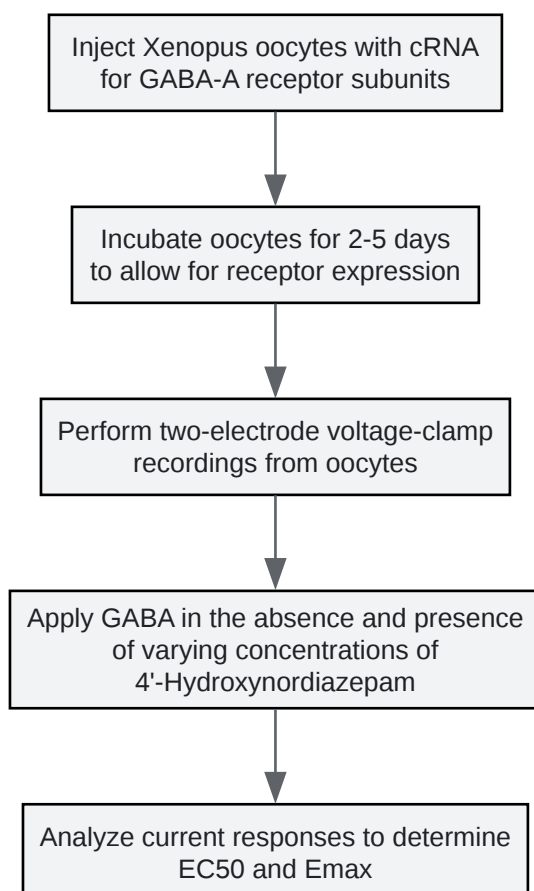 Inject Xenopus oocytes with cRNA
for GABA-A receptor subunits
Incubate oocytes for 2-5 days
to allow for receptor expression
Perform two-electrode voltage-clamp
recordings from oocytes
Apply GABA in the absence and presence
of varying concentrations of
4'-Hydroxynordiazepam
Analyze current responses to determine
EC50 and Emax